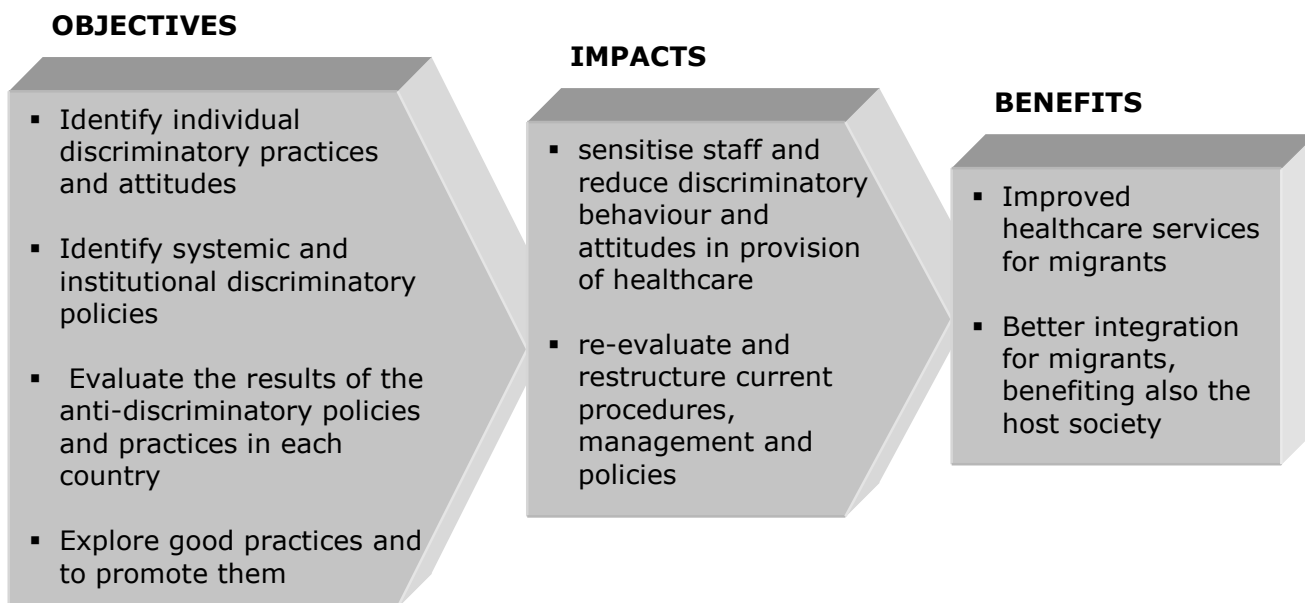 OBJECTIVES
▪ Identify individual
discriminatory practices
and attitudes
▪ Identify systemic and
institutional discriminatory
policies
▪ Evaluate the results of the
anti-discriminatory policies
and practices in each
country
▪ Explore good practices and
to promote them
IMPACTS
▪ sensitise staff and
reduce discriminatory
behaviour and
attitudes in provision
of healthcare
▪ re-evaluate and
restructure current
procedures,
management and
policies
BENEFITS
▪ Improved
healthcare services
for migrants
▪ Better integration
for migrants,
benefiting also the
host society